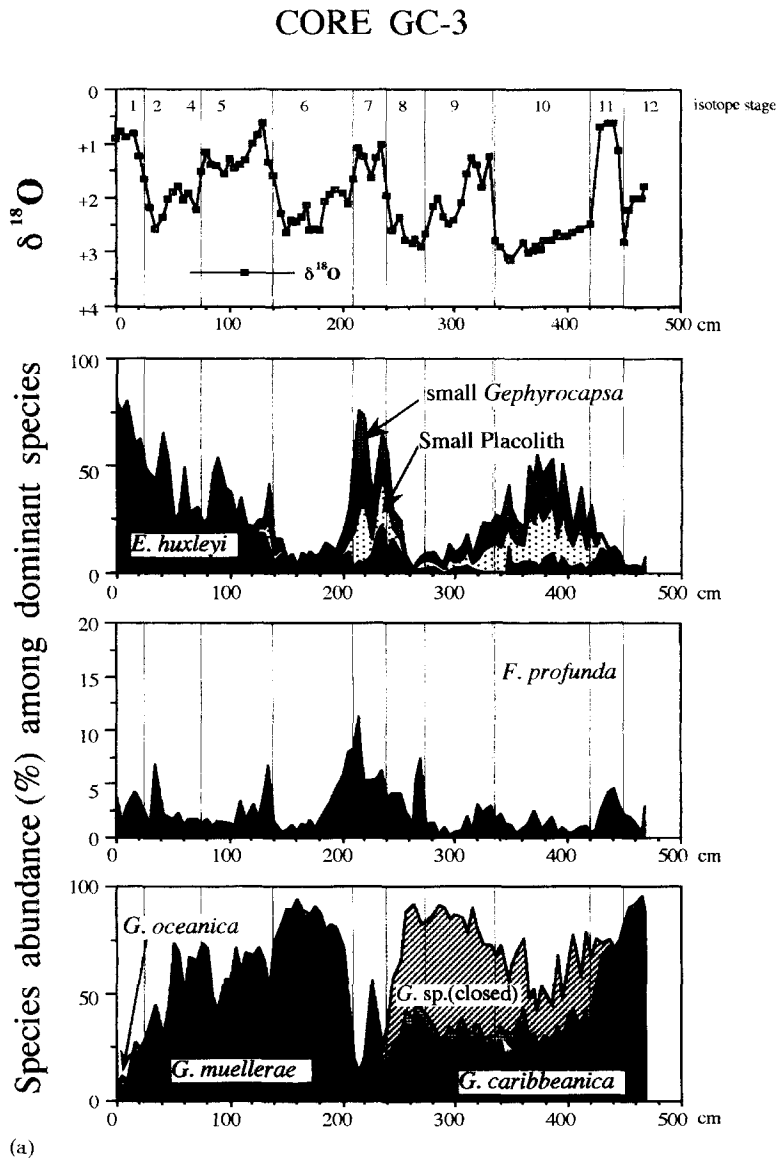 CORE GC-3
0
1 2 4 5 6 7 8 9 10 11 12 isotope stage
+1
δ18O
+2
+3
δ18O
+4
0 100 200 300 400 500 cm
Species abundance (%) among dominant species
100
small Gephyrocapsa
Small Placolith
50
E. huxleyi
0
0 100 200 300 400 500 cm
20
15
F. profunda
10
5
0
0 100 200 300 400 500 cm
100
G. oceanica
50
G. sp.(closed)
G. muellerae
G. caribbeanica
0
0 100 200 300 400 500 cm
(a)